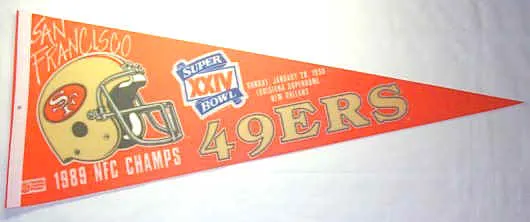 SAN
FRANCISCO
SF
SUPER
XXIV
BOWL
SUNDAY, JANUARY 28, 1990
LOUISIANA SUPERDOME
NEW ORLEANS
49ERS
1989 NFC CHAMPS